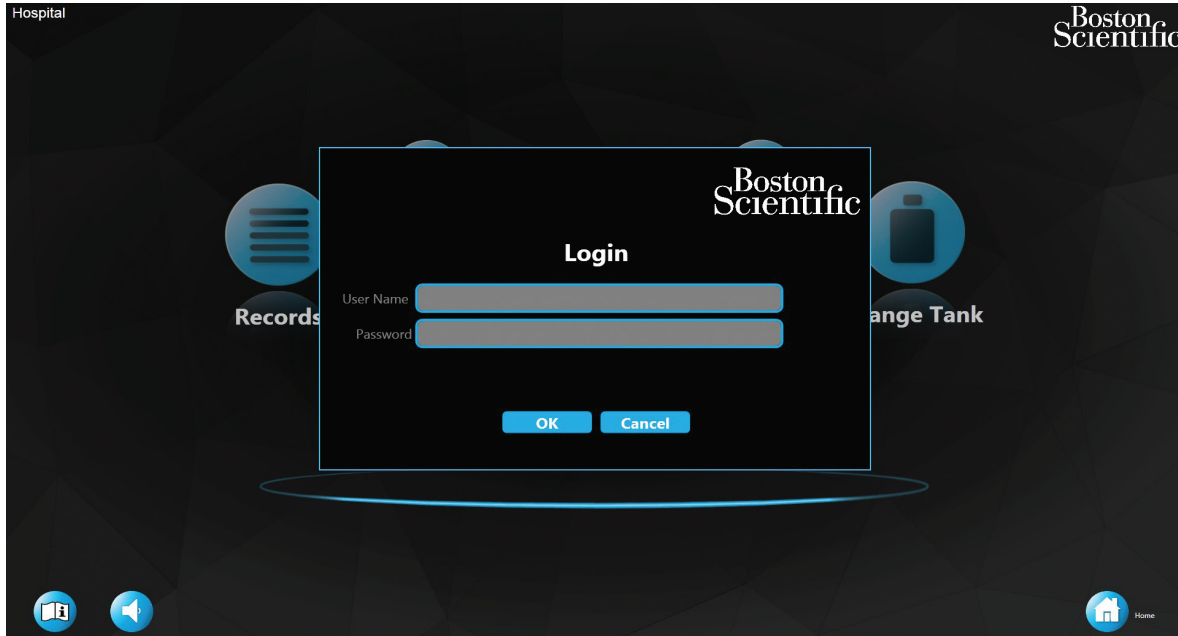 Hospital
Boston
Scientific
Boston
Scientific
Login
User Name
Password
Records
ange Tank
OK
Cancel
Home